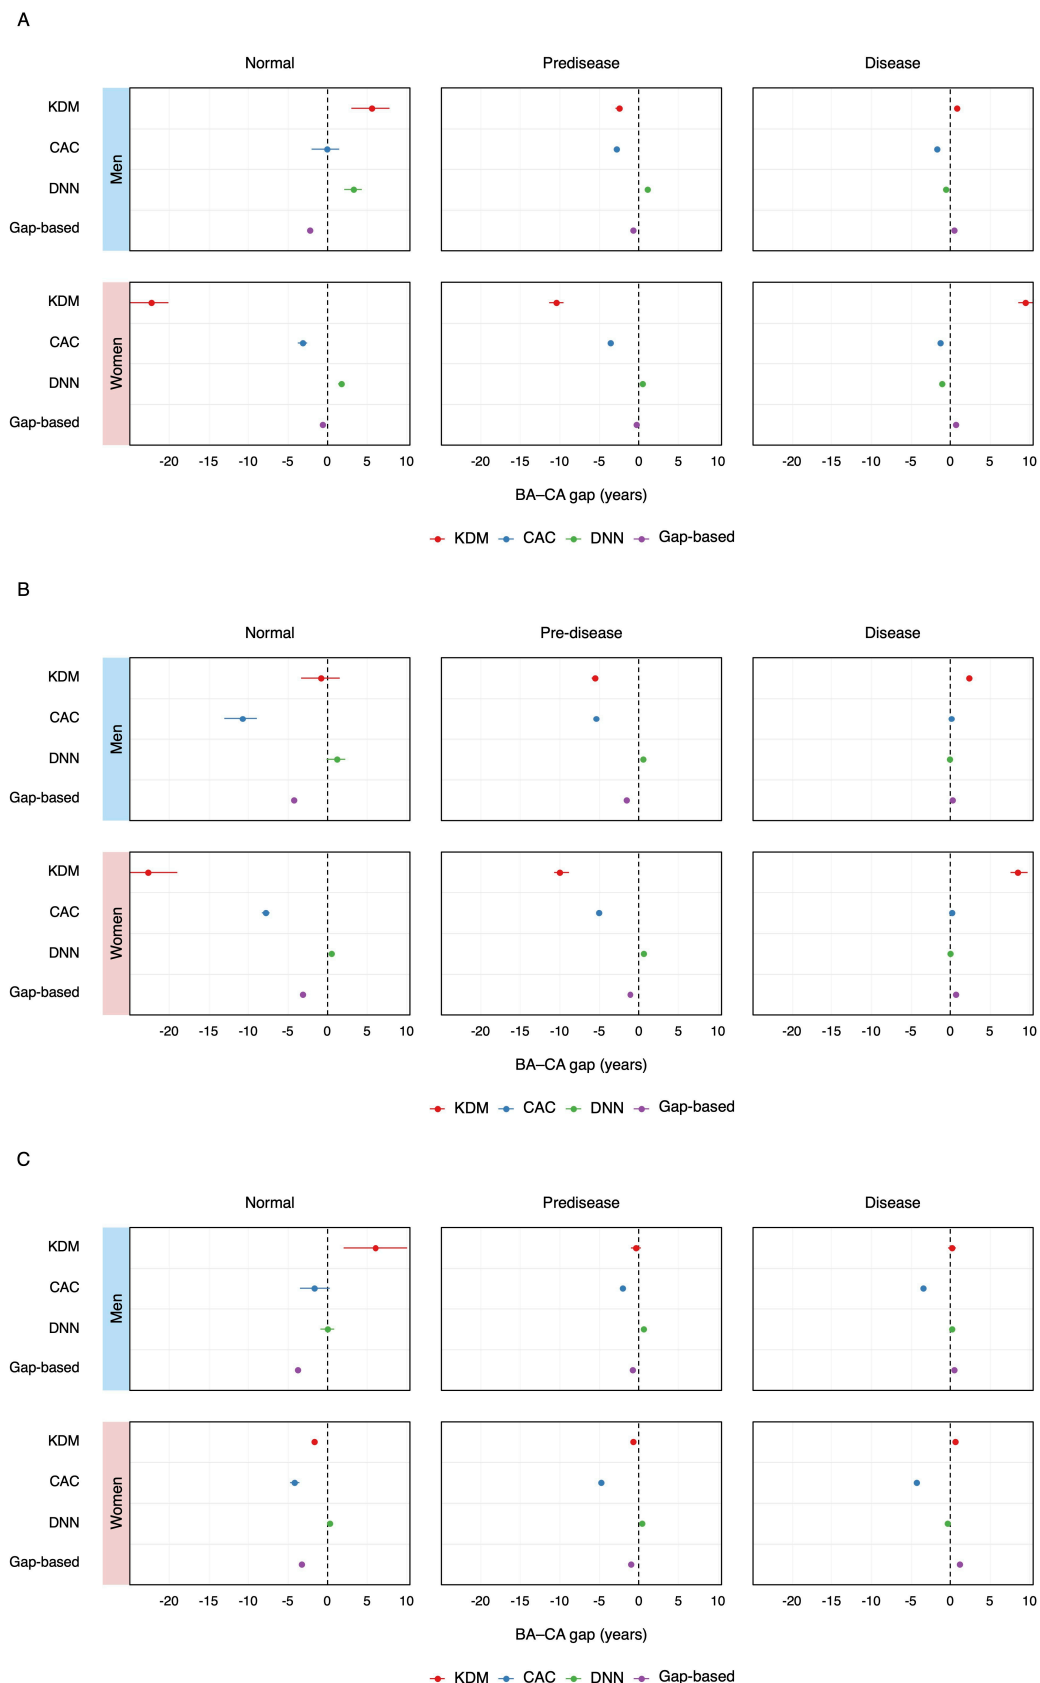 A
Normal Predisease Disease
Men
KDM
CAC
DNN
Gap-based
Women
KDM
CAC
DNN
Gap-based
-20 -15 -10 -5 0 5 10 -20 -15 -10 -5 0 5 10 -20 -15 -10 -5 0 5 10
BA–CA gap (years)
KDM CAC DNN Gap-based
B
Normal Pre-disease Disease
Men
KDM
CAC
DNN
Gap-based
Women
KDM
CAC
DNN
Gap-based
-20 -15 -10 -5 0 5 10 -20 -15 -10 -5 0 5 10 -20 -15 -10 -5 0 5 10
BA–CA gap (years)
KDM CAC DNN Gap-based
C
Normal Predisease Disease
Men
KDM
CAC
DNN
Gap-based
Women
KDM
CAC
DNN
Gap-based
-20 -15 -10 -5 0 5 10 -20 -15 -10 -5 0 5 10 -20 -15 -10 -5 0 5 10
BA–CA gap (years)
KDM CAC DNN Gap-based